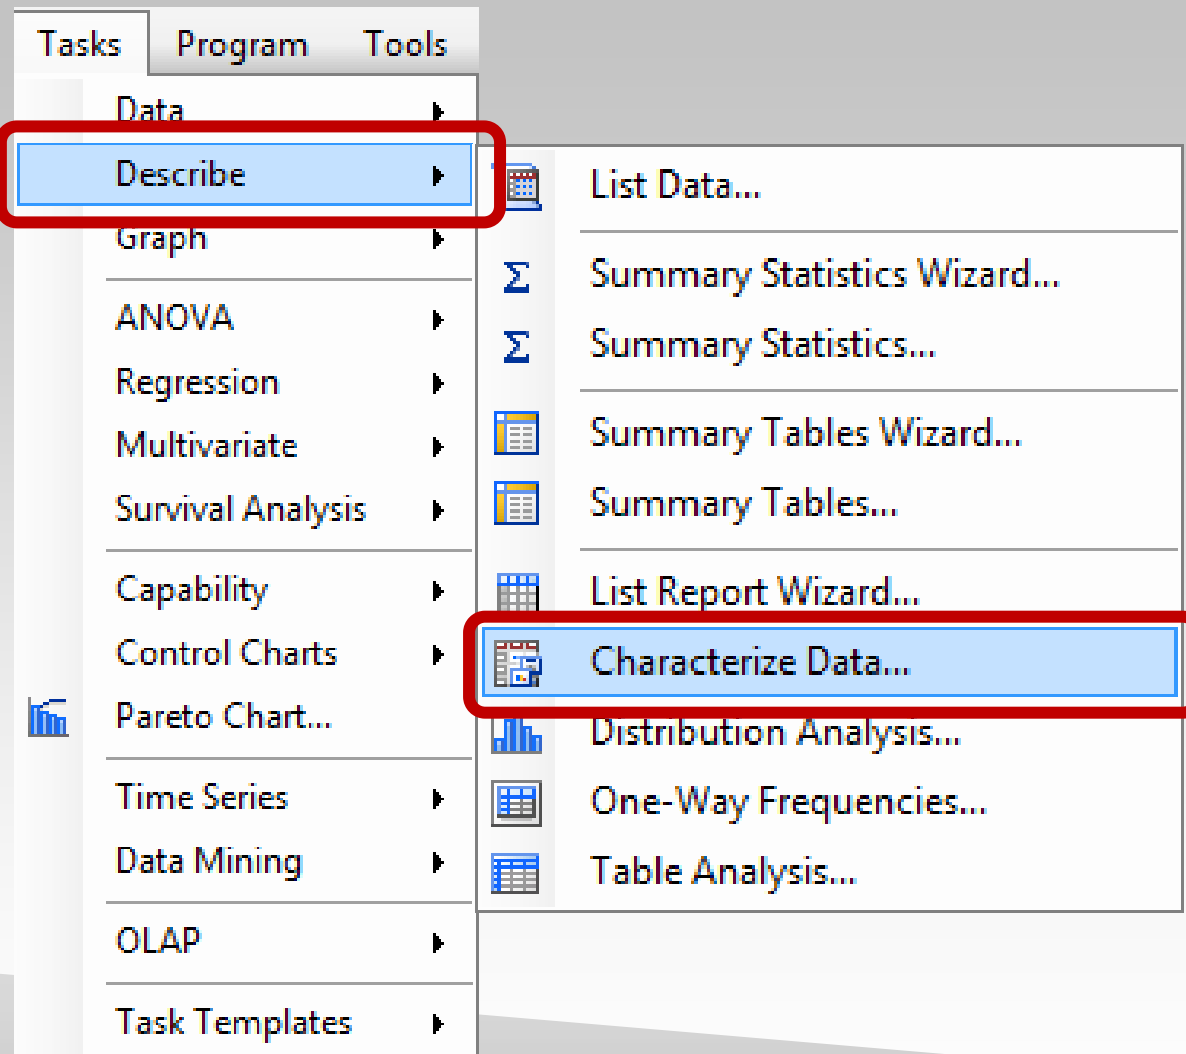 Tasks Program Tools
Data
Describe
Graph
ANOVA
Regression
Multivariate
Survival Analysis
Capability
Control Charts
Pareto Chart...
Time Series
Data Mining
OLAP
Task Templates
List Data...
Summary Statistics Wizard...
Summary Statistics...
Summary Tables Wizard...
Summary Tables...
List Report Wizard...
Characterize Data...
Distribution Analysis...
One-Way Frequencies...
Table Analysis...